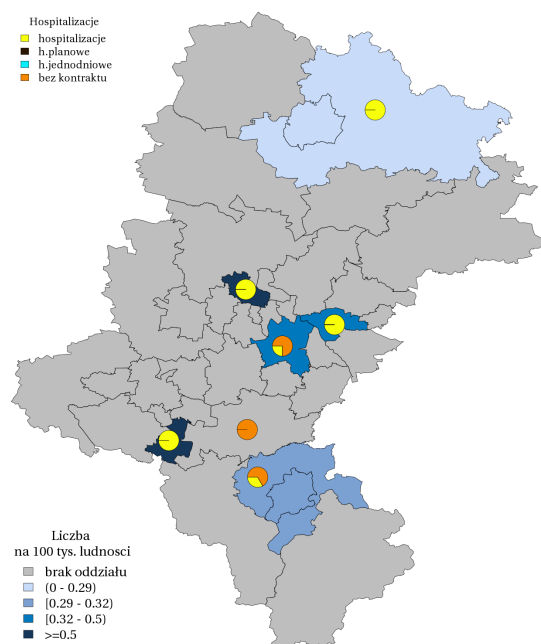 Hospitalizacje
hospitalizacje
h.planowe
h.jednodniowe
bez kontraktu
Liczba
na 100 tys. ludnosci
brak oddziału
(0 - 0.29)
[0.29 - 0.32)
[0.32 - 0.5)
>=0.5